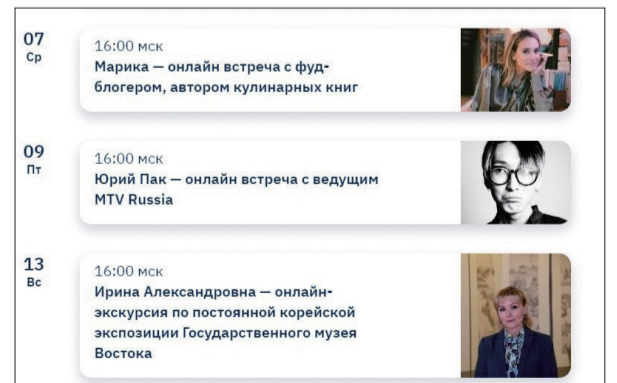 07
Ср
16:00 мск
Марика — онлайн встреча с фуд-
блогером, автором кулинарных книг
09
Пт
16:00 мск
Юрий Пак — онлайн встреча с ведущим
MTV Russia
13
Вс
16:00 мск
Ирина Александровна — онлайн-
экскурсия по постоянной корейской
экспозиции Государственного музея
Востока